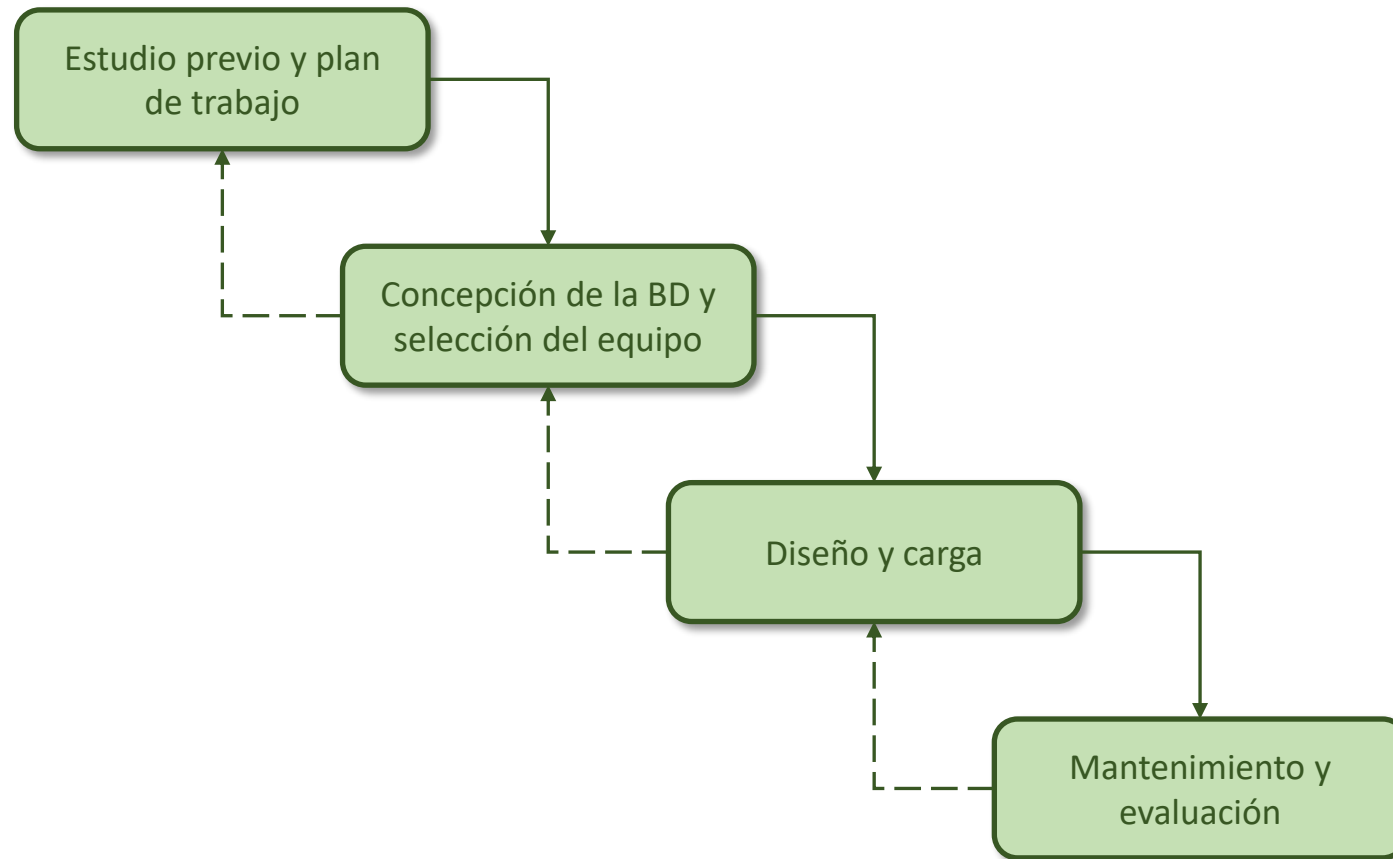 Estudio previo y plan
de trabajo
Concepción de la BD y
selección del equipo
Diseño y carga
Mantenimiento y
evaluación